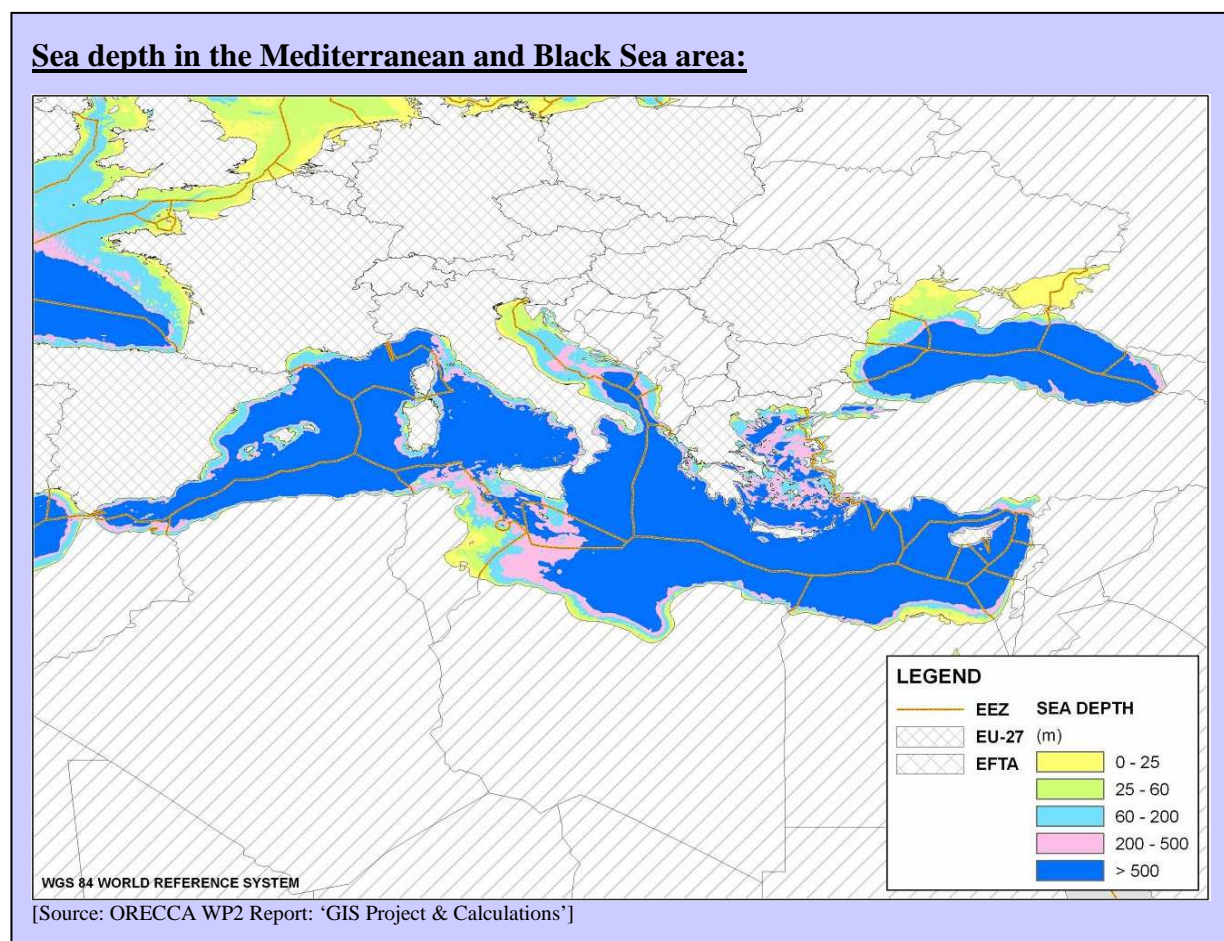 Sea depth in the Mediterranean and Black Sea area:
LEGEND
EEZ
EU-27
EFTA
SEA DEPTH
(m)
0 - 25
25 - 60
60 - 200
200 - 500
> 500
WGS 84 WORLD REFERENCE SYSTEM
[Source: ORECCA WP2 Report: ‘GIS Project & Calculations’]